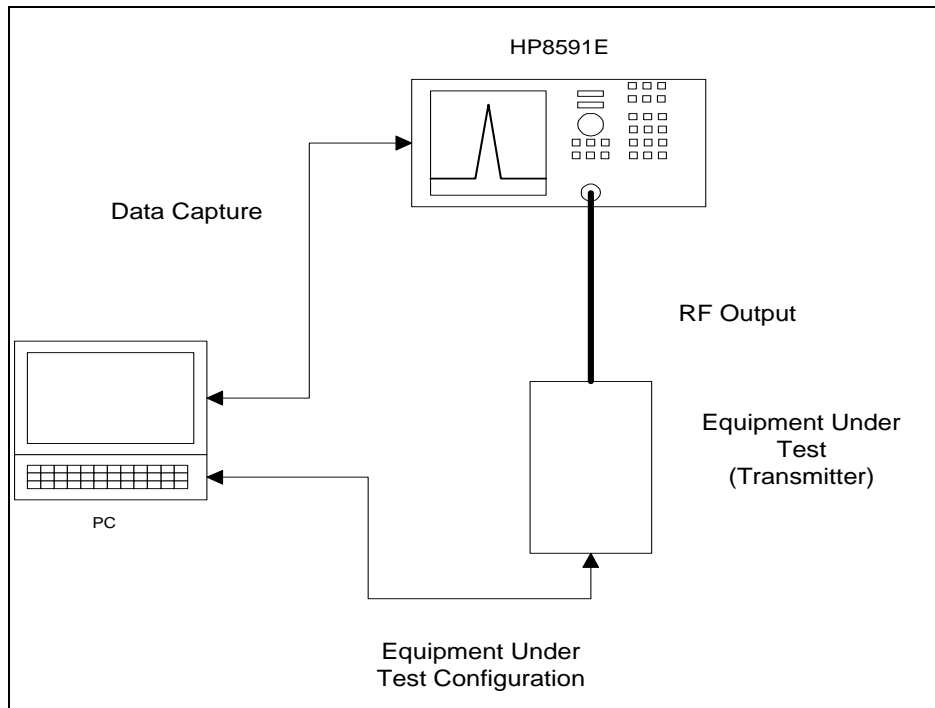 HP8591E
Data Capture
RF Output
Equipment Under
Test
(Transmitter)
PC
Equipment Under
Test Configuration